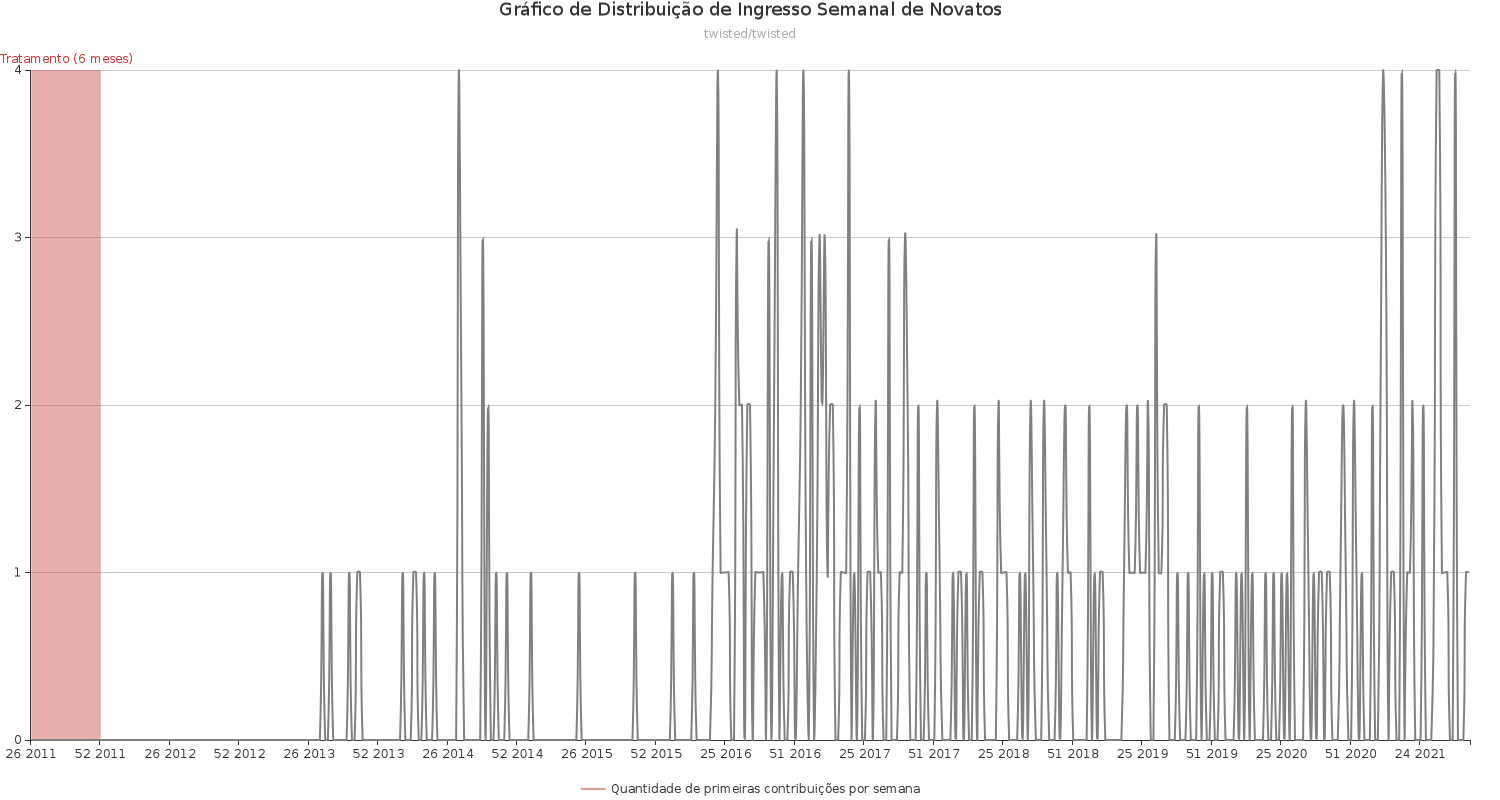 Gráfico de Distribuição de Ingresso Semanal de Novatos
twisted/twisted
Tratamento (6 meses)
4
3
2
1
0
26 2011 52 2011 26 2012 52 2012 26 2013 52 2013 26 2014 52 2014 26 2015 52 2015 25 2016 51 2016 25 2017 51 2017 25 2018 51 2018 25 2019 51 2019 25 2020 51 2020 24 2021
Quantidade de primeiras contribuições por semana